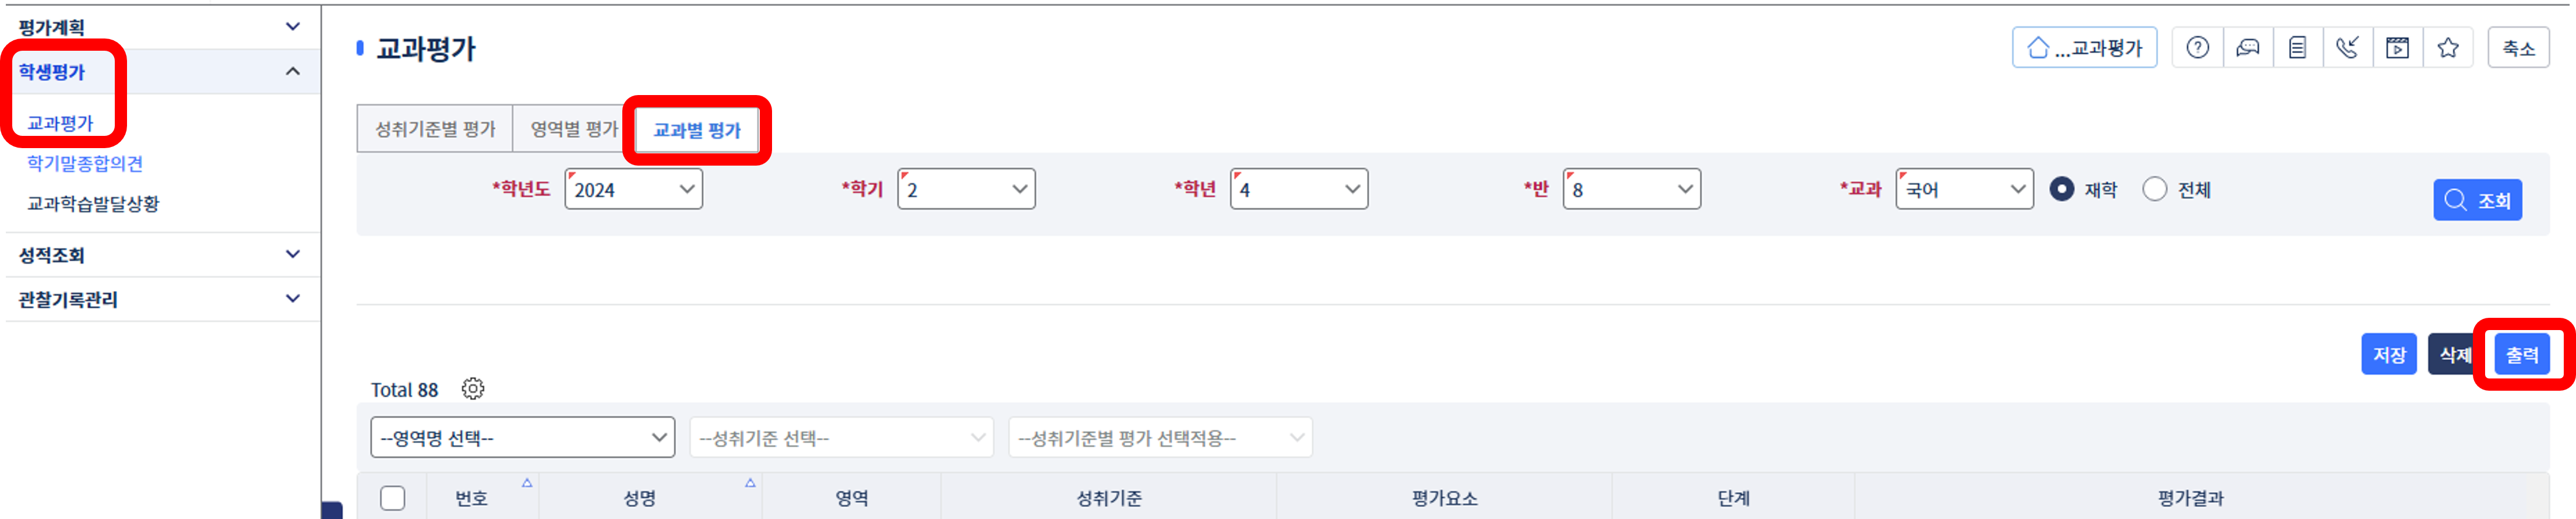 평가계획
학생평가
교과평가
학기말종합의견
교과학습발달상황
성적조회
관찰기록관리
교과평가
...교과평가
축소
성취기준별 평가 영역별 평가 교과별 평가
*학년도 2024 *학기 2 *학년 4 *반 8 *교과 국어 재학 전체 조회
저장 삭제 출력
Total 88
--영역명 선택-- --성취기준 선택-- --성취기준별 평가 선택적용--
번호 성명 영역 성취기준 평가요소 단계 평가결과